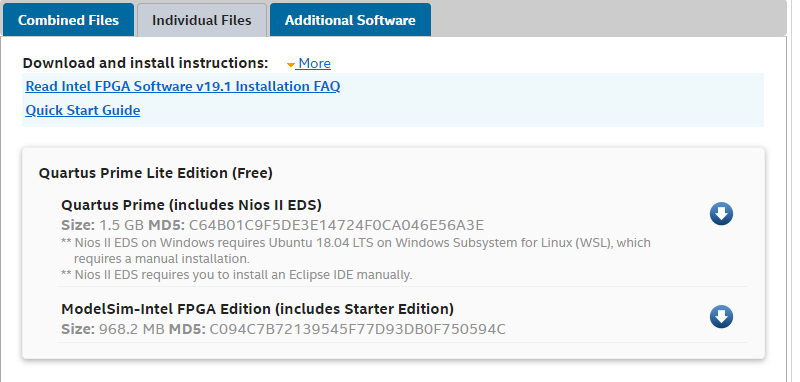 Combined Files
Individual Files
Additional Software
Download and install instructions: More
Read Intel FPGA Software v19.1 Installation FAQ
Quick Start Guide
Quartus Prime Lite Edition (Free)
Quartus Prime (includes Nios II EDS)
Size: 1.5 GB MD5: C64B01C9F5DE3E14724F0CA046E56A3E
** Nios II EDS on Windows requires Ubuntu 18.04 LTS on Windows Subsystem for Linux (WSL), which
requires a manual installation.
** Nios II EDS requires you to install an Eclipse IDE manually.
ModelSim-Intel FPGA Edition (includes Starter Edition)
Size: 968.2 MB MD5: C094C7B72139545F77D93DB0F750594C